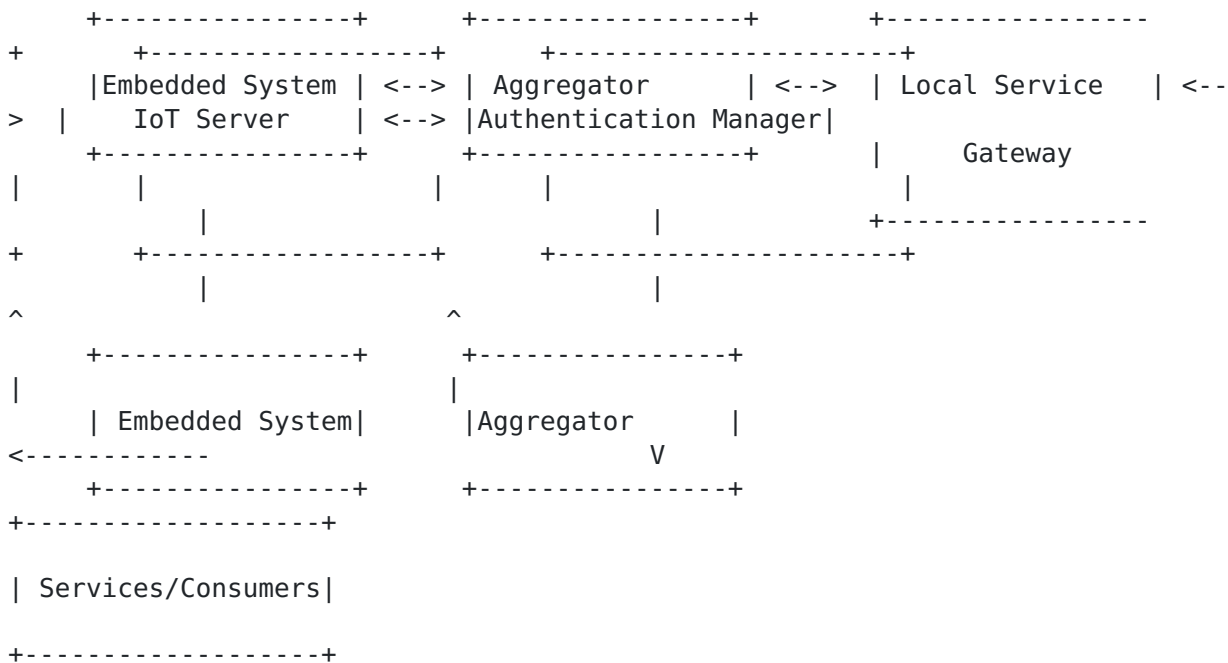 +----------------+ +-----------------+ +-----------------
+ +------------------+ +----------------------+
|Embedded System | <--> | Aggregator | <--> | Local Service | <--
> | IoT Server | <--> |Authentication Manager|
+----------------+ +-----------------+ | Gateway
| | | | |
| | +-----------------
+ +------------------+ +----------------------+
| |
^ ^
+----------------+ +----------------+
| |
| Embedded System| |Aggregator |
<------------ V
+----------------+ +----------------+
+-------------------+
| Services/Consumers|
+-------------------+